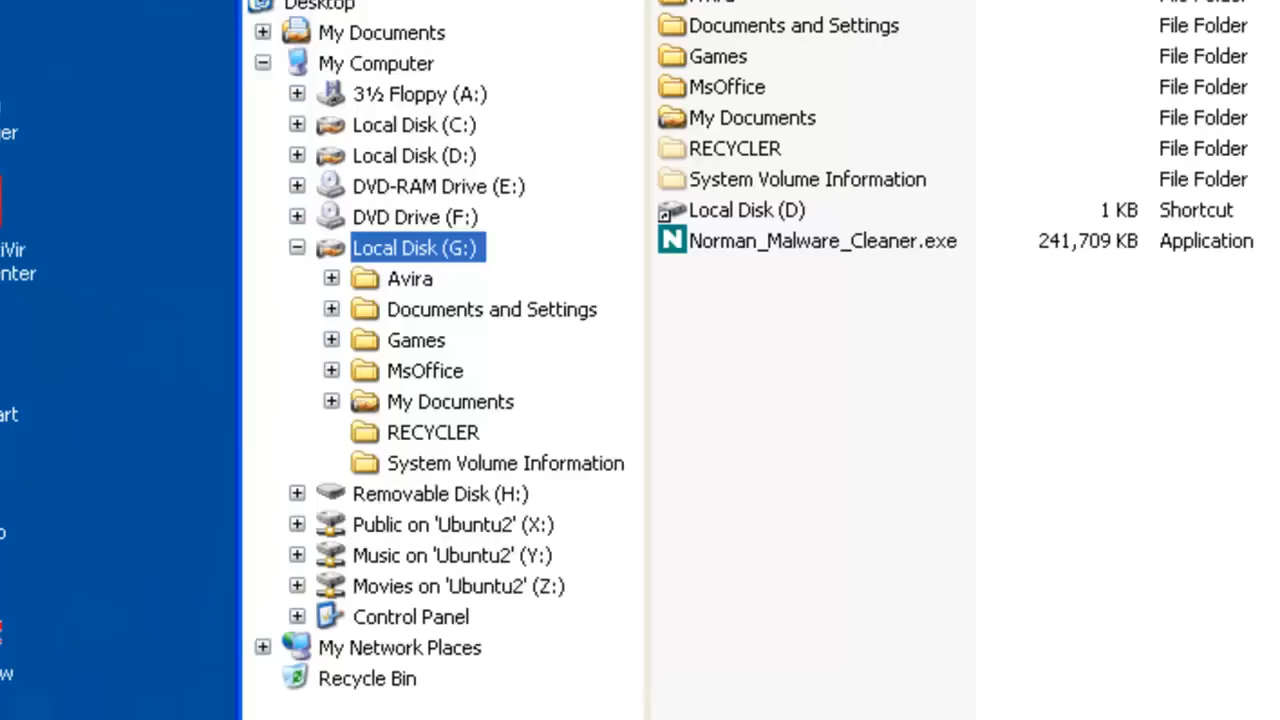 Desktop
My Documents
My Computer
3½ Floppy (A:)
Local Disk (C:)
Local Disk (D:)
DVD-RAM Drive (E:)
DVD Drive (F:)
Local Disk (G:)
Avira
Documents and Settings
Games
MsOffice
My Documents
RECYCLER
System Volume Information
Removable Disk (H:)
Public on 'Ubuntu2' (X:)
Music on 'Ubuntu2' (Y:)
Movies on 'Ubuntu2' (Z:)
Control Panel
My Network Places
Recycle Bin
Documents and Settings File Folder
Games File Folder
MsOffice File Folder
My Documents File Folder
RECYCLER File Folder
System Volume Information File Folder
Local Disk (D) 1 KB Shortcut
Norman_Malware_Cleaner.exe 241,709 KB Application